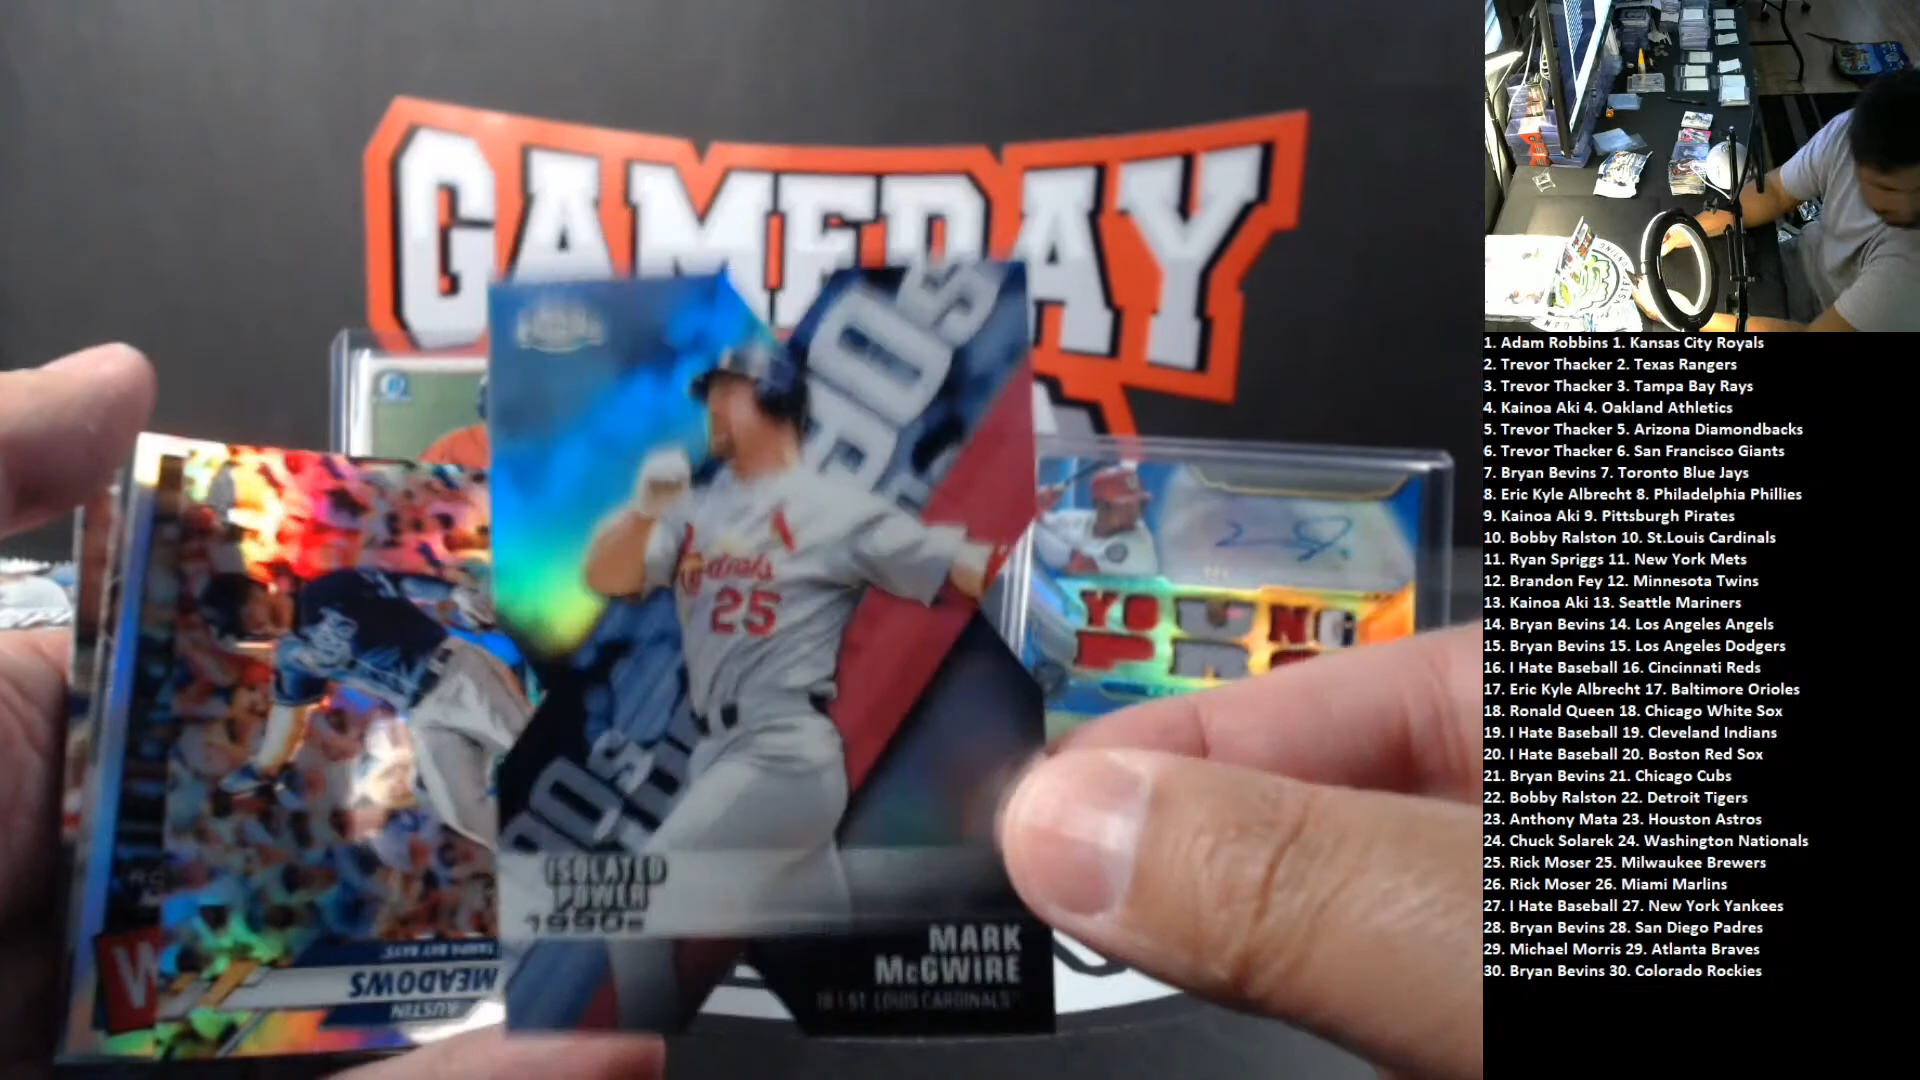 GAMEDAY
90s
Cardinals
25
90s
ISOLATED
POWER
1990s
MARK
McGWIRE
1B | ST. LOUIS CARDINALS
TAMPA BAY RAYS
MEADOWS
AUSTIN
1. Adam Robbins 1. Kansas City Royals
2. Trevor Thacker 2. Texas Rangers
3. Trevor Thacker 3. Tampa Bay Rays
4. Kainoa Aki 4. Oakland Athletics
5. Trevor Thacker 5. Arizona Diamondbacks
6. Trevor Thacker 6. San Francisco Giants
7. Bryan Bevins 7. Toronto Blue Jays
8. Eric Kyle Albrecht 8. Philadelphia Phillies
9. Kainoa Aki 9. Pittsburgh Pirates
10. Bobby Ralston 10. St.Louis Cardinals
11. Ryan Spriggs 11. New York Mets
12. Brandon Fey 12. Minnesota Twins
13. Kainoa Aki 13. Seattle Mariners
14. Bryan Bevins 14. Los Angeles Angels
15. Bryan Bevins 15. Los Angeles Dodgers
16. I Hate Baseball 16. Cincinnati Reds
17. Eric Kyle Albrecht 17. Baltimore Orioles
18. Ronald Queen 18. Chicago White Sox
19. I Hate Baseball 19. Cleveland Indians
20. I Hate Baseball 20. Boston Red Sox
21. Bryan Bevins 21. Chicago Cubs
22. Bobby Ralston 22. Detroit Tigers
23. Anthony Mata 23. Houston Astros
24. Chuck Solarek 24. Washington Nationals
25. Rick Moser 25. Milwaukee Brewers
26. Rick Moser 26. Miami Marlins
27. I Hate Baseball 27. New York Yankees
28. Bryan Bevins 28. San Diego Padres
29. Michael Morris 29. Atlanta Braves
30. Bryan Bevins 30. Colorado Rockies